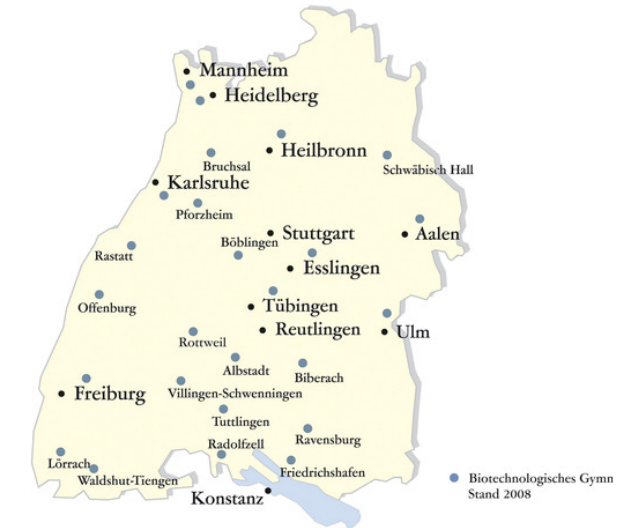 Mannheim
Heidelberg
Heilbronn
Bruchsal
Schwäbisch Hall
Karlsruhe
Pforzheim
Stuttgart
Aalen
Böblingen
Rastatt
Esslingen
Offenburg
Tübingen
Reutlingen
Ulm
Rottweil
Albstadt
Biberach
Freiburg
Villingen-Schwenningen
Tuttlingen
Ravensburg
Radolfzell
Lörrach
Friedrichshafen
Waldshut-Tiengen
Konstanz
Biotechnologisches Gymn
Stand 2008